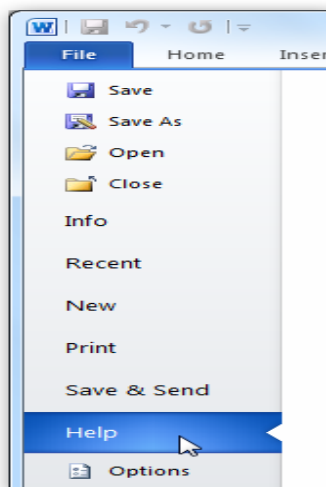 W
File Home Inser
Save
Save As
Open
Close
Info
Recent
New
Print
Save & Send
Help
Options